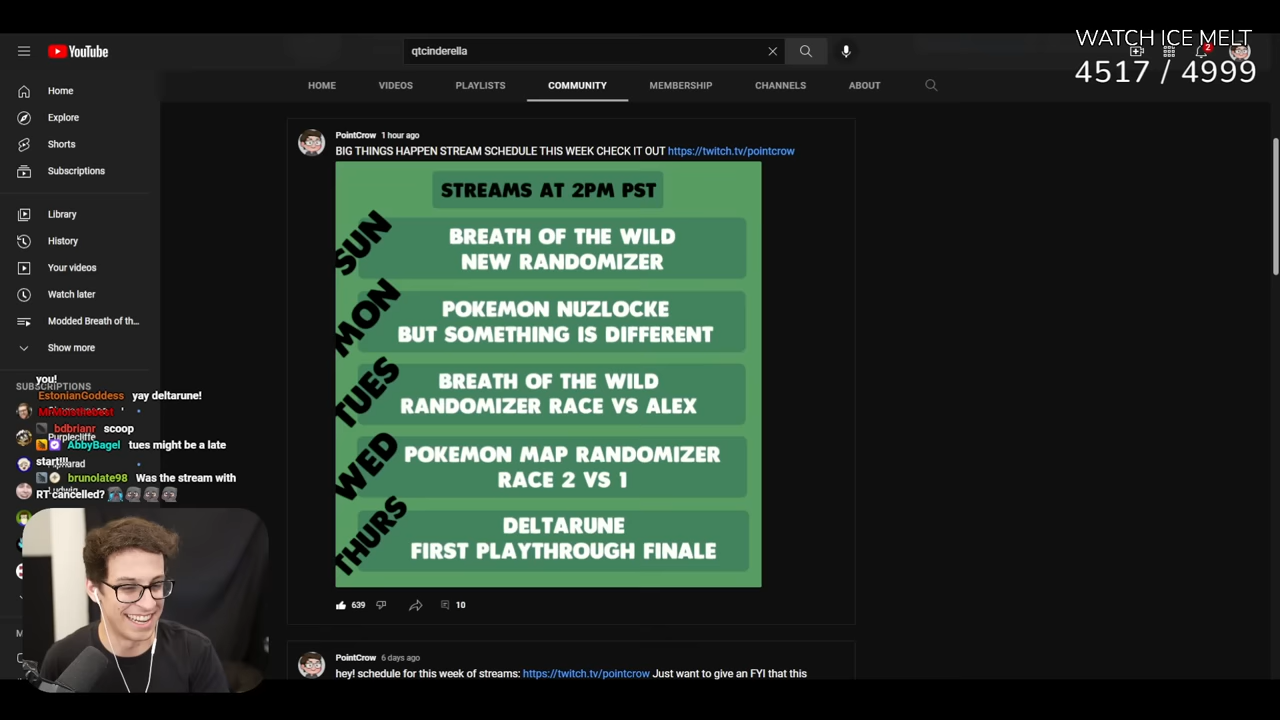 WATCH ICE MELT
4517 / 4999
YouTube
qtcinderella
2
HOME
VIDEOS
PLAYLISTS
COMMUNITY
MEMBERSHIP
CHANNELS
ABOUT
Home
Explore
Shorts
Subscriptions
Library
History
Your videos
Watch later
Modded Breath of th...
Show more
SUBSCRIPTIONS
Purplecliffe
you!
EstonianGoddess yay deltarune!
bdbrianr scoop
AbbyBagel tues might be a late
start!!!
brunolate98 Was the stream with
RT cancelled?
PointCrow 1 hour ago
BIG THINGS HAPPEN STREAM SCHEDULE THIS WEEK CHECK IT OUT https://twitch.tv/pointcrow
STREAMS AT 2PM PST
SUN
BREATH OF THE WILD
NEW RANDOMIZER
MON
POKEMON NUZLOCKE
BUT SOMETHING IS DIFFERENT
TUES
BREATH OF THE WILD
RANDOMIZER RACE VS ALEX
WED
POKEMON MAP RANDOMIZER
RACE 2 VS 1
THURS
DELTARUNE
FIRST PLAYTHROUGH FINALE
639
10
PointCrow 6 days ago
hey! schedule for this week of streams: https://twitch.tv/pointcrow Just want to give an FYI that this